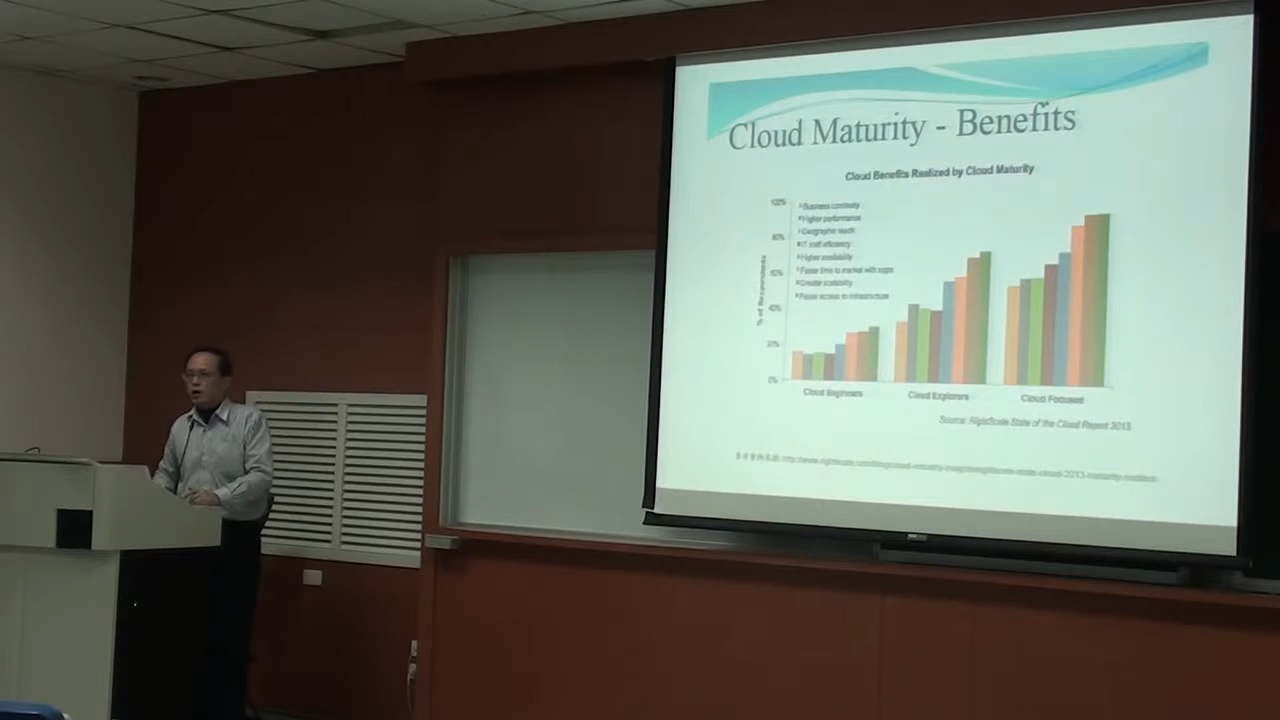 Cloud Maturity - Benefits
Cloud Benefits Realized by Cloud Maturity
100%
80%
60%
40%
20%
0%
% of Respondents
Business continuity
Higher performance
Geographic reach
IT staff efficiency
Higher availability
Faster time to market with apps
Greater scalability
Faster access to infrastructure
Cloud Beginners
Cloud Explorers
Cloud Focused
Source: RightScale State of the Cloud Report 2013